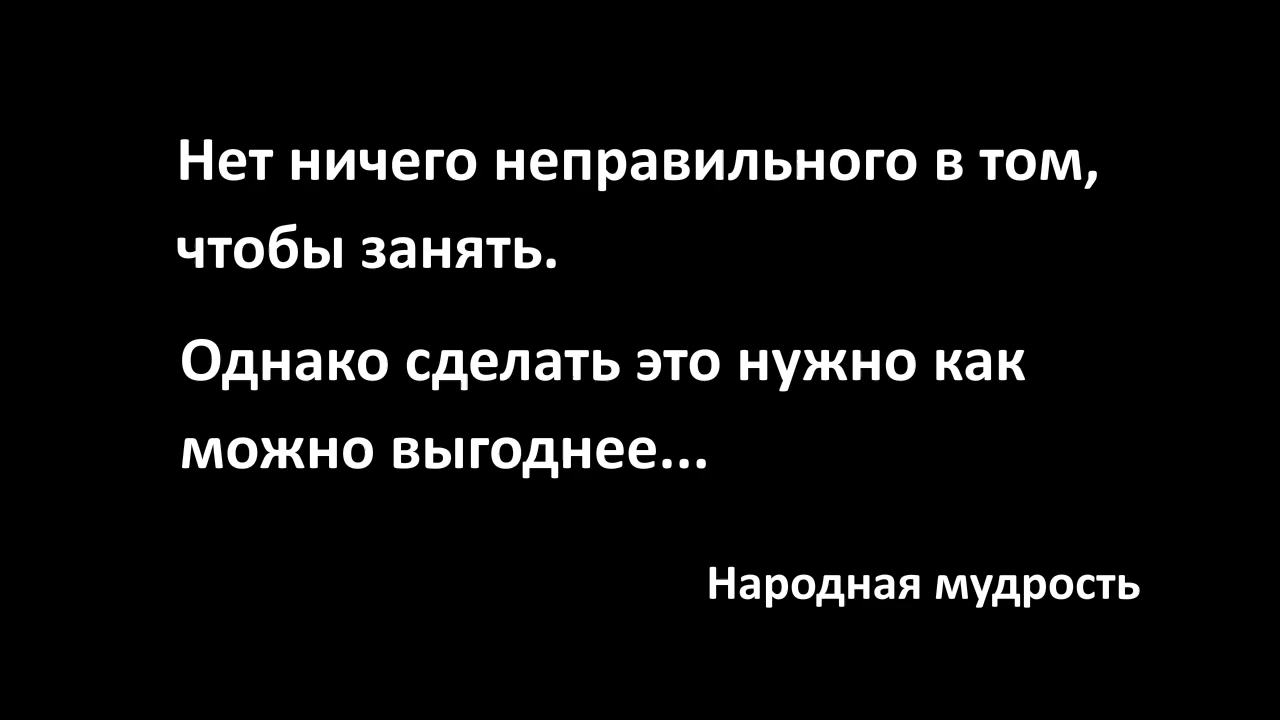 Нет ничего неправильного в том,
чтобы занять.
Однако сделать это нужно как
можно выгоднее...
Народная мудрость